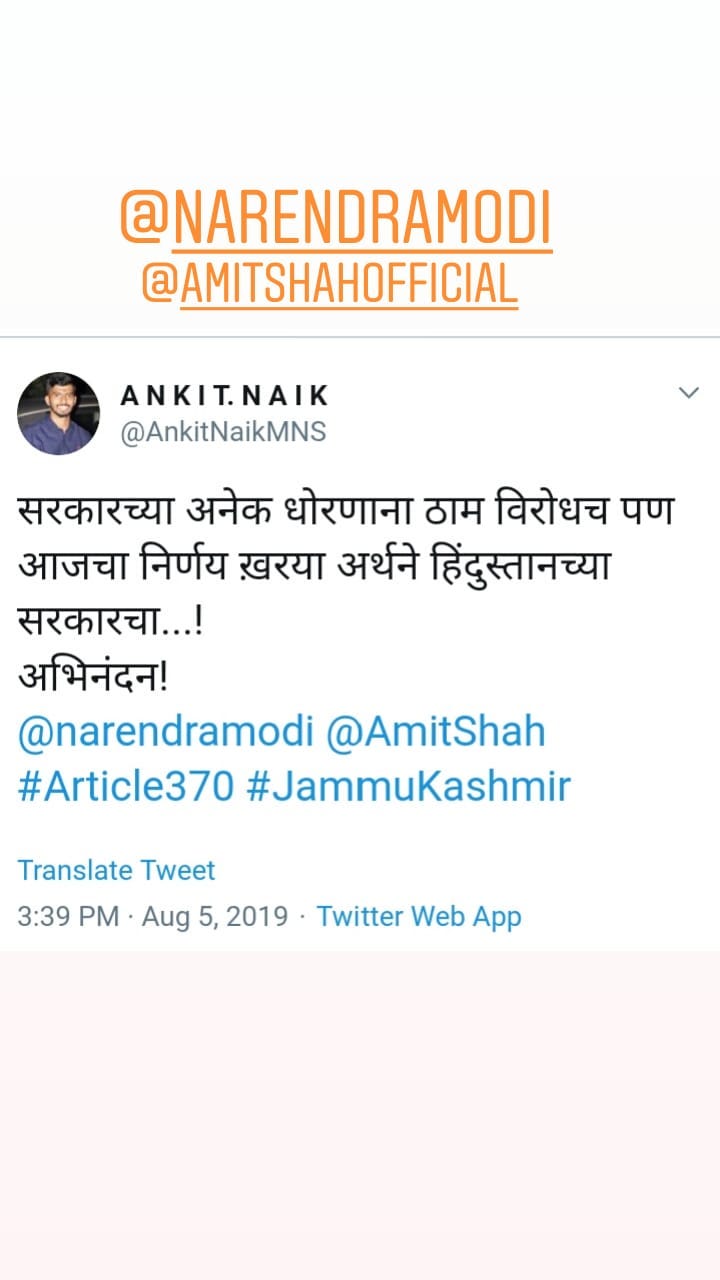 @NARENDRAMODI
@AMITSHAHOFFICIAL
ANKIT.NAIK
@AnkitNaikMNS
सरकारच्या अनेक धोरणाना ठाम विरोधच पण
आजचा निर्णय ख़रया अर्थने हिंदुस्तानच्या
सरकारचा...!
अभिनंदन!
@narendramodi @AmitShah
#Article370 #JammuKashmir
Translate Tweet
3:39 PM · Aug 5, 2019 · Twitter Web App